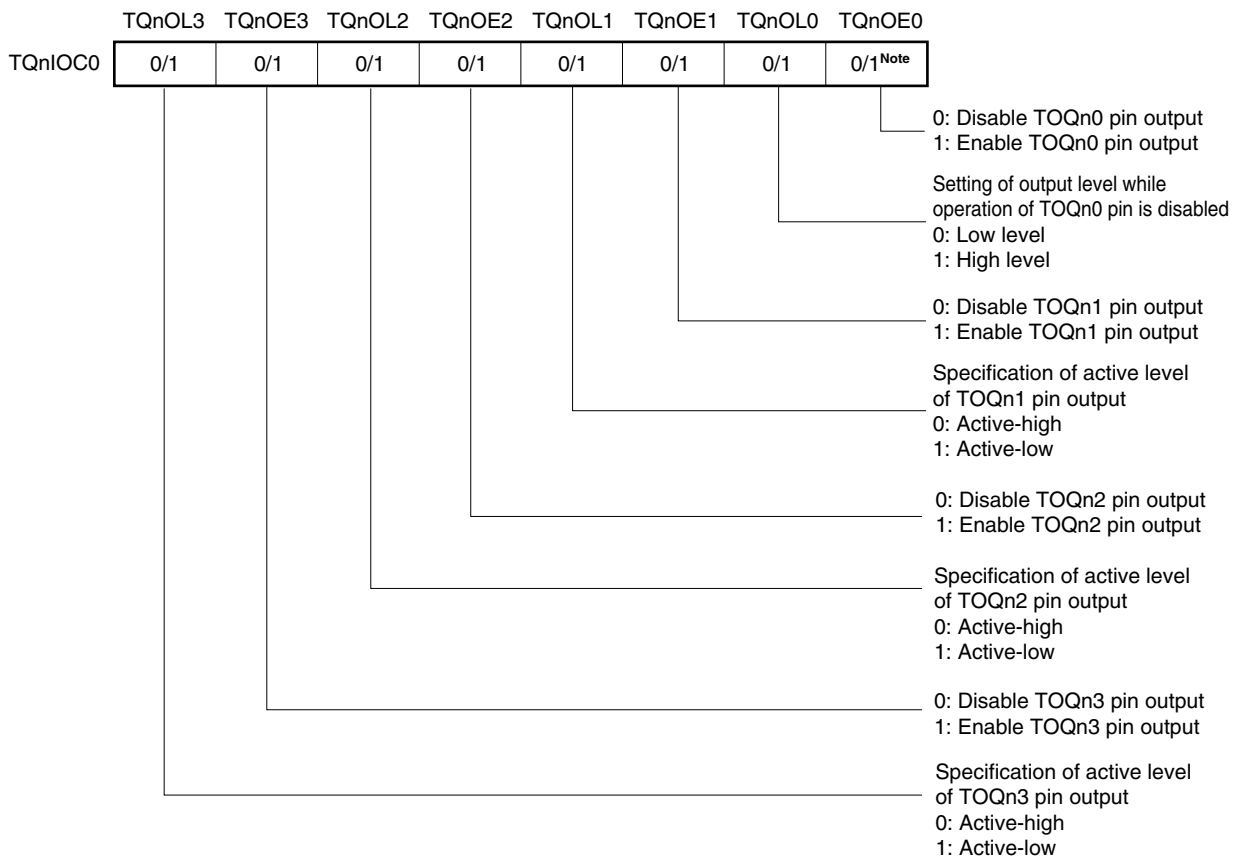 TQnOL3 TQnOE3 TQnOL2 TQnOE2 TQnOL1 TQnOE1 TQnOL0 TQnOE0
TQnIOC0 0/1 0/1 0/1 0/1 0/1 0/1 0/1 0/1Note
0: Disable TOQn0 pin output
1: Enable TOQn0 pin output
Setting of output level while
operation of TOQn0 pin is disabled
0: Low level
1: High level
0: Disable TOQn1 pin output
1: Enable TOQn1 pin output
Specification of active level
of TOQn1 pin output
0: Active-high
1: Active-low
0: Disable TOQn2 pin output
1: Enable TOQn2 pin output
Specification of active level
of TOQn2 pin output
0: Active-high
1: Active-low
0: Disable TOQn3 pin output
1: Enable TOQn3 pin output
Specification of active level
of TOQn3 pin output
0: Active-high
1: Active-low